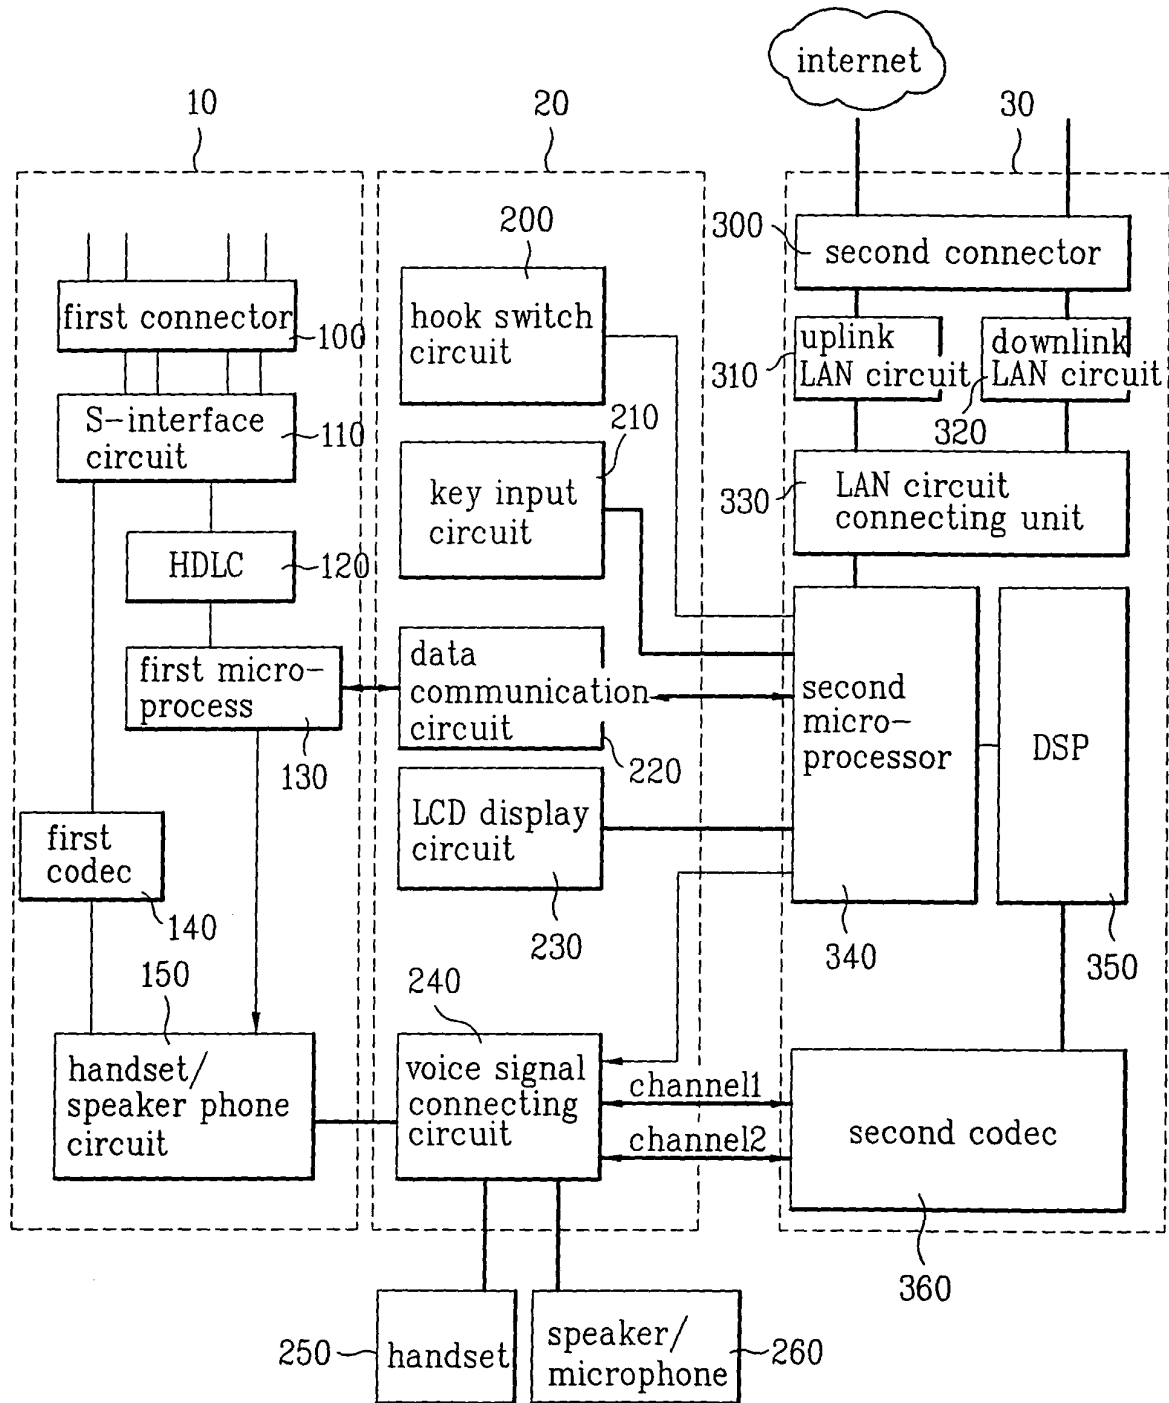 internet
10
20
30
200
300
second connector
first connector
100
hook switch
circuit
310
uplink
LAN circuit
downlink
LAN circuit
320
S-interface
circuit
110
210
key input
circuit
330
LAN circuit
connecting unit
HDLC
120
first micro-
process
130
data
communication
circuit
220
second
micro-
processor
340
DSP
350
LCD display
circuit
230
first
codec
140
150
handset/
speaker phone
circuit
240
voice signal
connecting
circuit
channel1
channel2
second codec
360
250
handset
speaker/
microphone
260